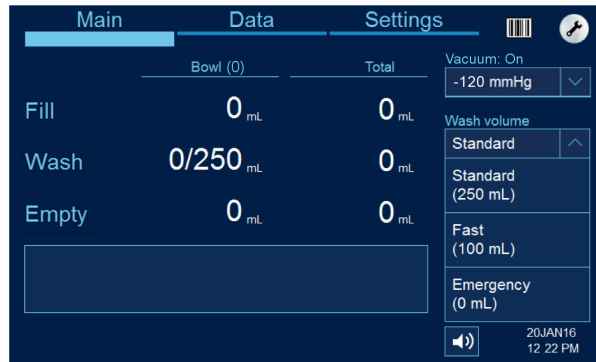 Main Data Settings
Bowl (0) Total
Fill 0 mL 0 mL
Wash 0/250 mL 0 mL
Empty 0 mL 0 mL
Vacuum: On
-120 mmHg
Wash volume
Standard
Standard
(250 mL)
Fast
(100 mL)
Emergency
(0 mL)
20JAN16
12 22 PM